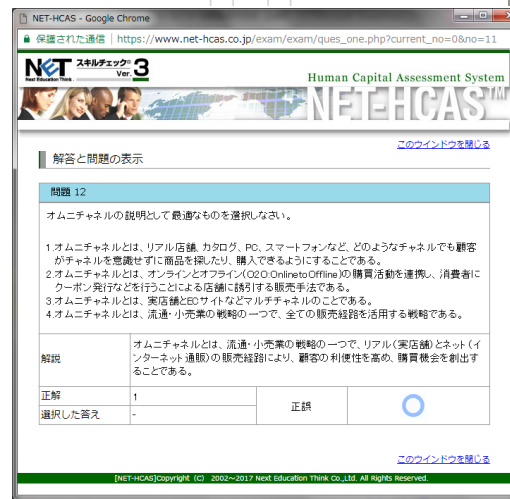 NET-HCAS - Google Chrome
保護された通信 | https://www.net-hcas.co.jp/exam/exam/ques_one.php?current_no=0&no=11
NET スキルチェック® Ver.3
Next Education Think.
Human Capital Assessment System
NET-HCAS™
このウインドウを閉じる
解答と問題の表示
問題 12
オムニチャネルの説明として最適なものを選択しなさい。
1.オムニチャネルとは、リアル店舗、カタログ、PC、スマートフォンなど、どのようなチャネルでも顧客
がチャネルを意識せずに商品を探したり、購入できるようにすることである。
2.オムニチャネルとは、オンラインとオフライン(O2O:OnlinetoOffline)の購買活動を連携し、消費者に
クーポン発行などを行うことによる店舗に誘引する販売手法である。
3.オムニチャネルとは、実店舗とECサイトなどマルチチャネルのことである。
4.オムニチャネルとは、流通・小売業の戦略の一つで、全ての販売経路を活用する戦略である。
解説
オムニチャネルとは、流通・小売業の戦略の一つで、リアル(実店舗)とネット(イ
ンターネット通販)の販売経路により、顧客の利便性を高め、購買機会を創出す
ることである。
正解 1 正誤
選択した答え -
このウインドウを閉じる
[NET-HCAS]Copyright (C) 2002~2017 Next Education Think Co.,Ltd. All Rights Reserved.